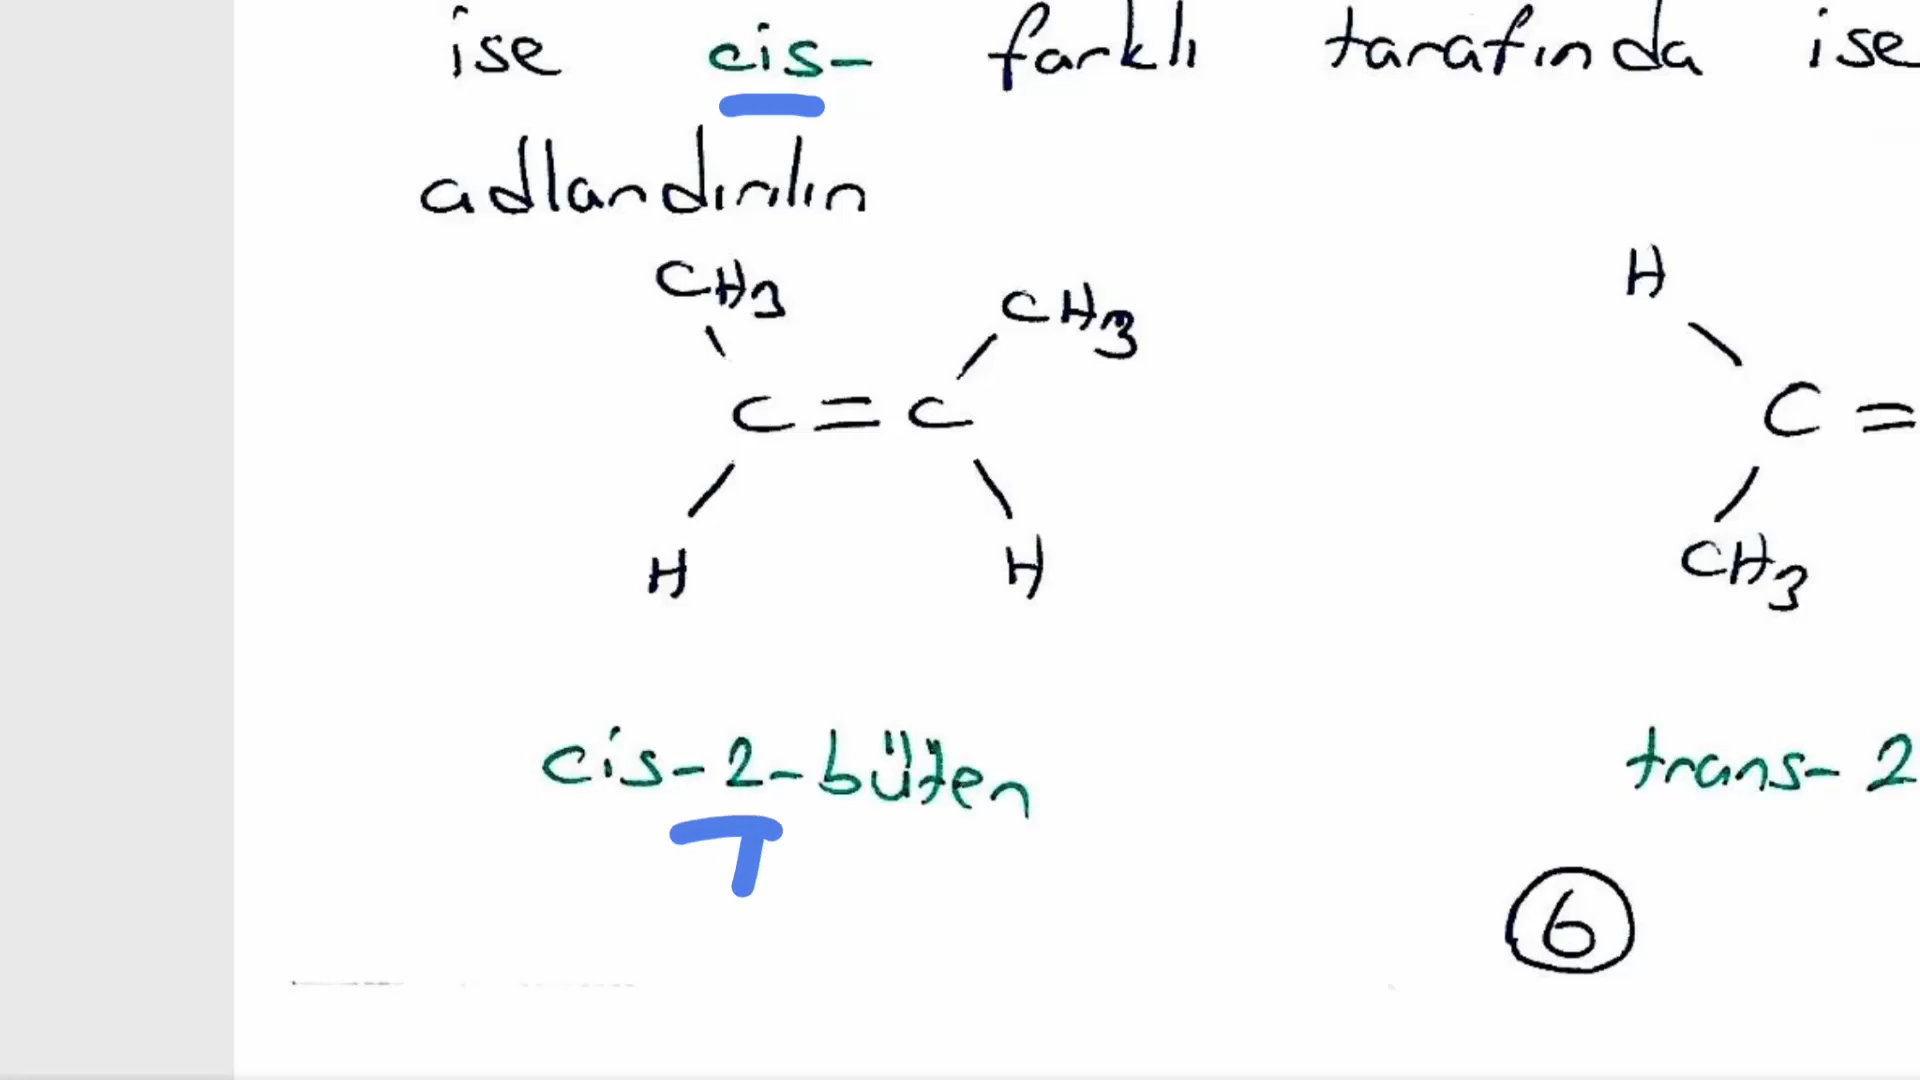 ise cis- farklı tarafında ise
adlandırılır
CH3 CH3 H
C = C C =
H H CH3
cis-2-büten trans-2
6